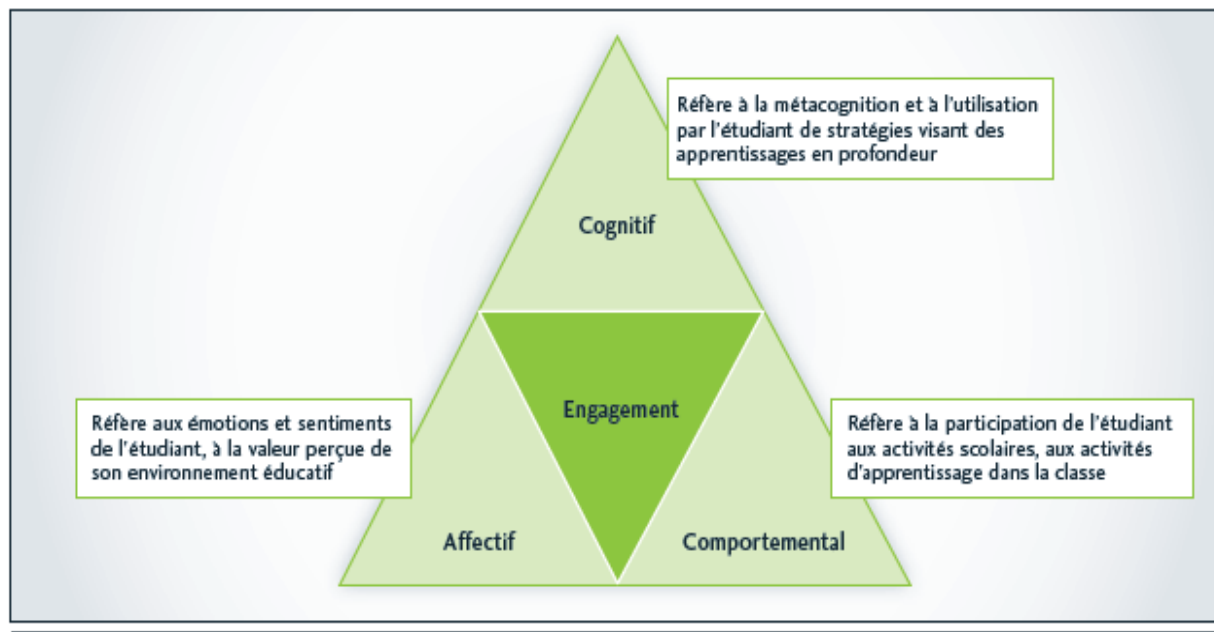 Réfère à la métacognition et à l'utilisation
par l'étudiant de stratégies visant des
apprentissages en profondeur
Cognitif
Engagement
Réfère aux émotions et sentiments
de l'étudiant, à la valeur perçue de
son environnement éducatif
Réfère à la participation de l'étudiant
aux activités scolaires, aux activités
d'apprentissage dans la classe
Affectif
Comportemental